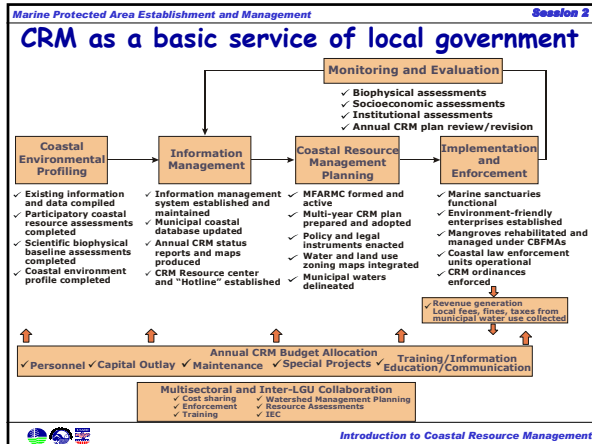 Marine Protected Area Establishment and Management
Session 2
CRM as a basic service of local government
Monitoring and Evaluation
✓ Biophysical assessments
✓ Socioeconomic assessments
✓ Institutional assessments
✓ Annual CRM plan review/revision
Coastal
Environmental
Profiling
Information
Management
Coastal Resource
Management
Planning
Implementation
and
Enforcement
✓ Existing information
and data compiled
✓ Participatory coastal
resource assessments
completed
✓ Scientific biophysical
baseline assessments
completed
✓ Coastal environment
profile completed
✓ Information management
system established and
maintained
✓ Municipal coastal
database updated
✓ Annual CRM status
reports and maps
produced
✓ CRM Resource center
and "Hotline" established
✓ MFARMC formed and
active
✓ Multi-year CRM plan
prepared and adopted
✓ Policy and legal
instruments enacted
✓ Water and land use
zoning maps integrated
✓ Municipal waters
delineated
✓ Marine sanctuaries
functional
✓ Environment-friendly
enterprises established
✓ Mangroves rehabilitated and
managed under CBFMAs
✓ Coastal law enforcement
units operational
✓ CRM ordinances
enforced
✓ Revenue generation
Local fees, fines, taxes from
municipal water use collected
Annual CRM Budget Allocation
✓ Personnel ✓ Capital Outlay ✓ Maintenance ✓ Special Projects ✓ Training/Information
Education/Communication
Multisectoral and Inter-LGU Collaboration
✓ Cost sharing ✓ Watershed Management Planning
✓ Enforcement ✓ Resource Assessments
✓ Training ✓ IEC
Introduction to Coastal Resource Management